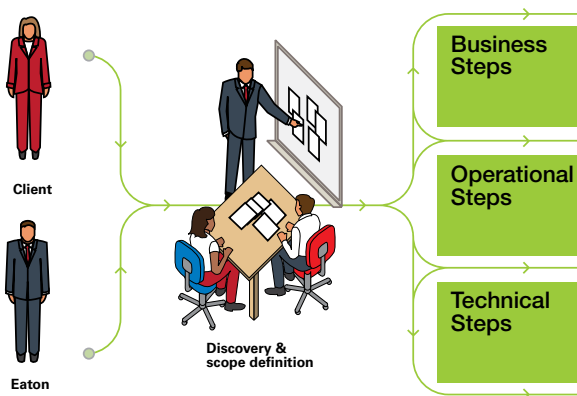 Client
Eaton
Discovery &
scope definition
Business
Steps
Operational
Steps
Technical
Steps